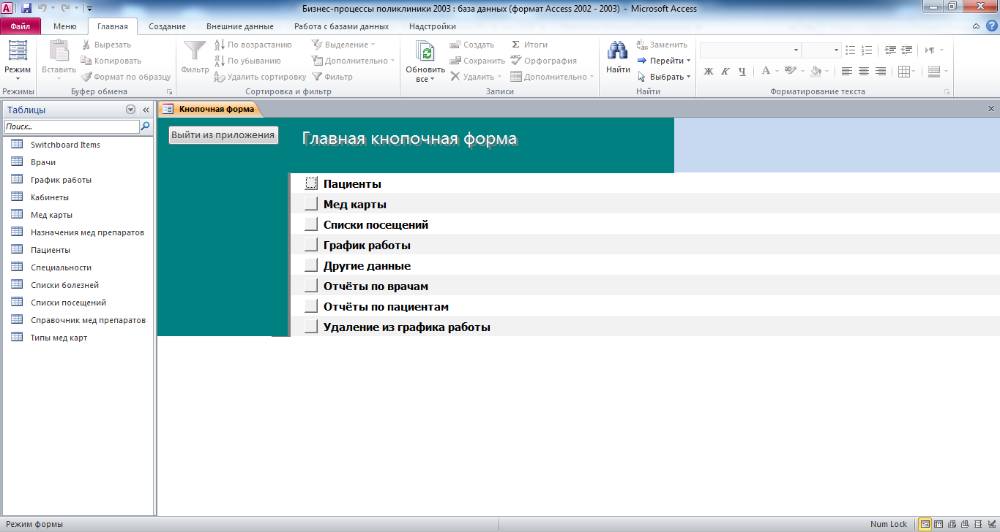 Бизнес-процессы поликлиники 2003 : база данных (формат Access 2002 - 2003) - Microsoft Access
Файл Меню Главная Создание Внешние данные Работа с базами данных Надстройки
Режим
Режимы
Вставить
Вырезать
Копировать
Формат по образцу
Буфер обмена
Фильтр
По возрастанию
По убыванию
Удалить сортировку
Выделение
Дополнительно
Фильтр
Сортировка и фильтр
Обновить
все
Создать
Сохранить
Удалить
Итоги
Орфография
Дополнительно
Записи
Найти
Заменить
Перейти
Выбрать
Найти
Ж К Ч А
Форматирование текста
Таблицы
Поиск...
Switchboard Items
Врачи
График работы
Кабинеты
Мед карты
Назначения мед препаратов
Пациенты
Специальности
Списки болезней
Списки посещений
Справочник мед препаратов
Типы мед карт
Кнопочная форма
Выйти из приложения
Главная кнопочная форма
Пациенты
Мед карты
Списки посещений
График работы
Другие данные
Отчёты по врачам
Отчёты по пациентам
Удаление из графика работы
Режим формы
Num Lock